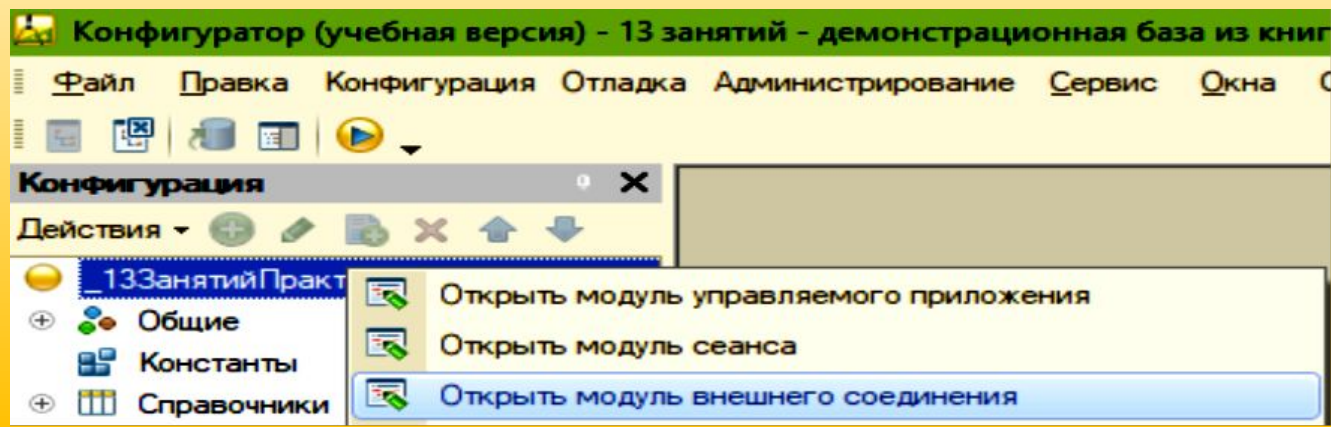 Конфигуратор (учебная версия) - 13 занятий - демонстрационная база из книг
Файл Правка Конфигурация Отладка Администрирование Сервис Окна
Конфигурация
Действия
_13ЗанятийПракт
Открыть модуль управляемого приложения
Общие
Открыть модуль сеанса
Константы
Открыть модуль внешнего соединения
Справочники